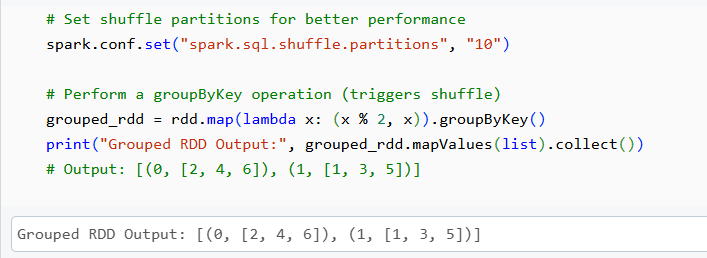 # Set shuffle partitions for better performance
spark.conf.set("spark.sql.shuffle.partitions", "10")
# Perform a groupByKey operation (triggers shuffle)
grouped_rdd = rdd.map(lambda x: (x % 2, x)).groupByKey()
print("Grouped RDD Output:", grouped_rdd.mapValues(list).collect())
# Output: [(0, [2, 4, 6]), (1, [1, 3, 5])]
Grouped RDD Output: [(0, [2, 4, 6]), (1, [1, 3, 5])]